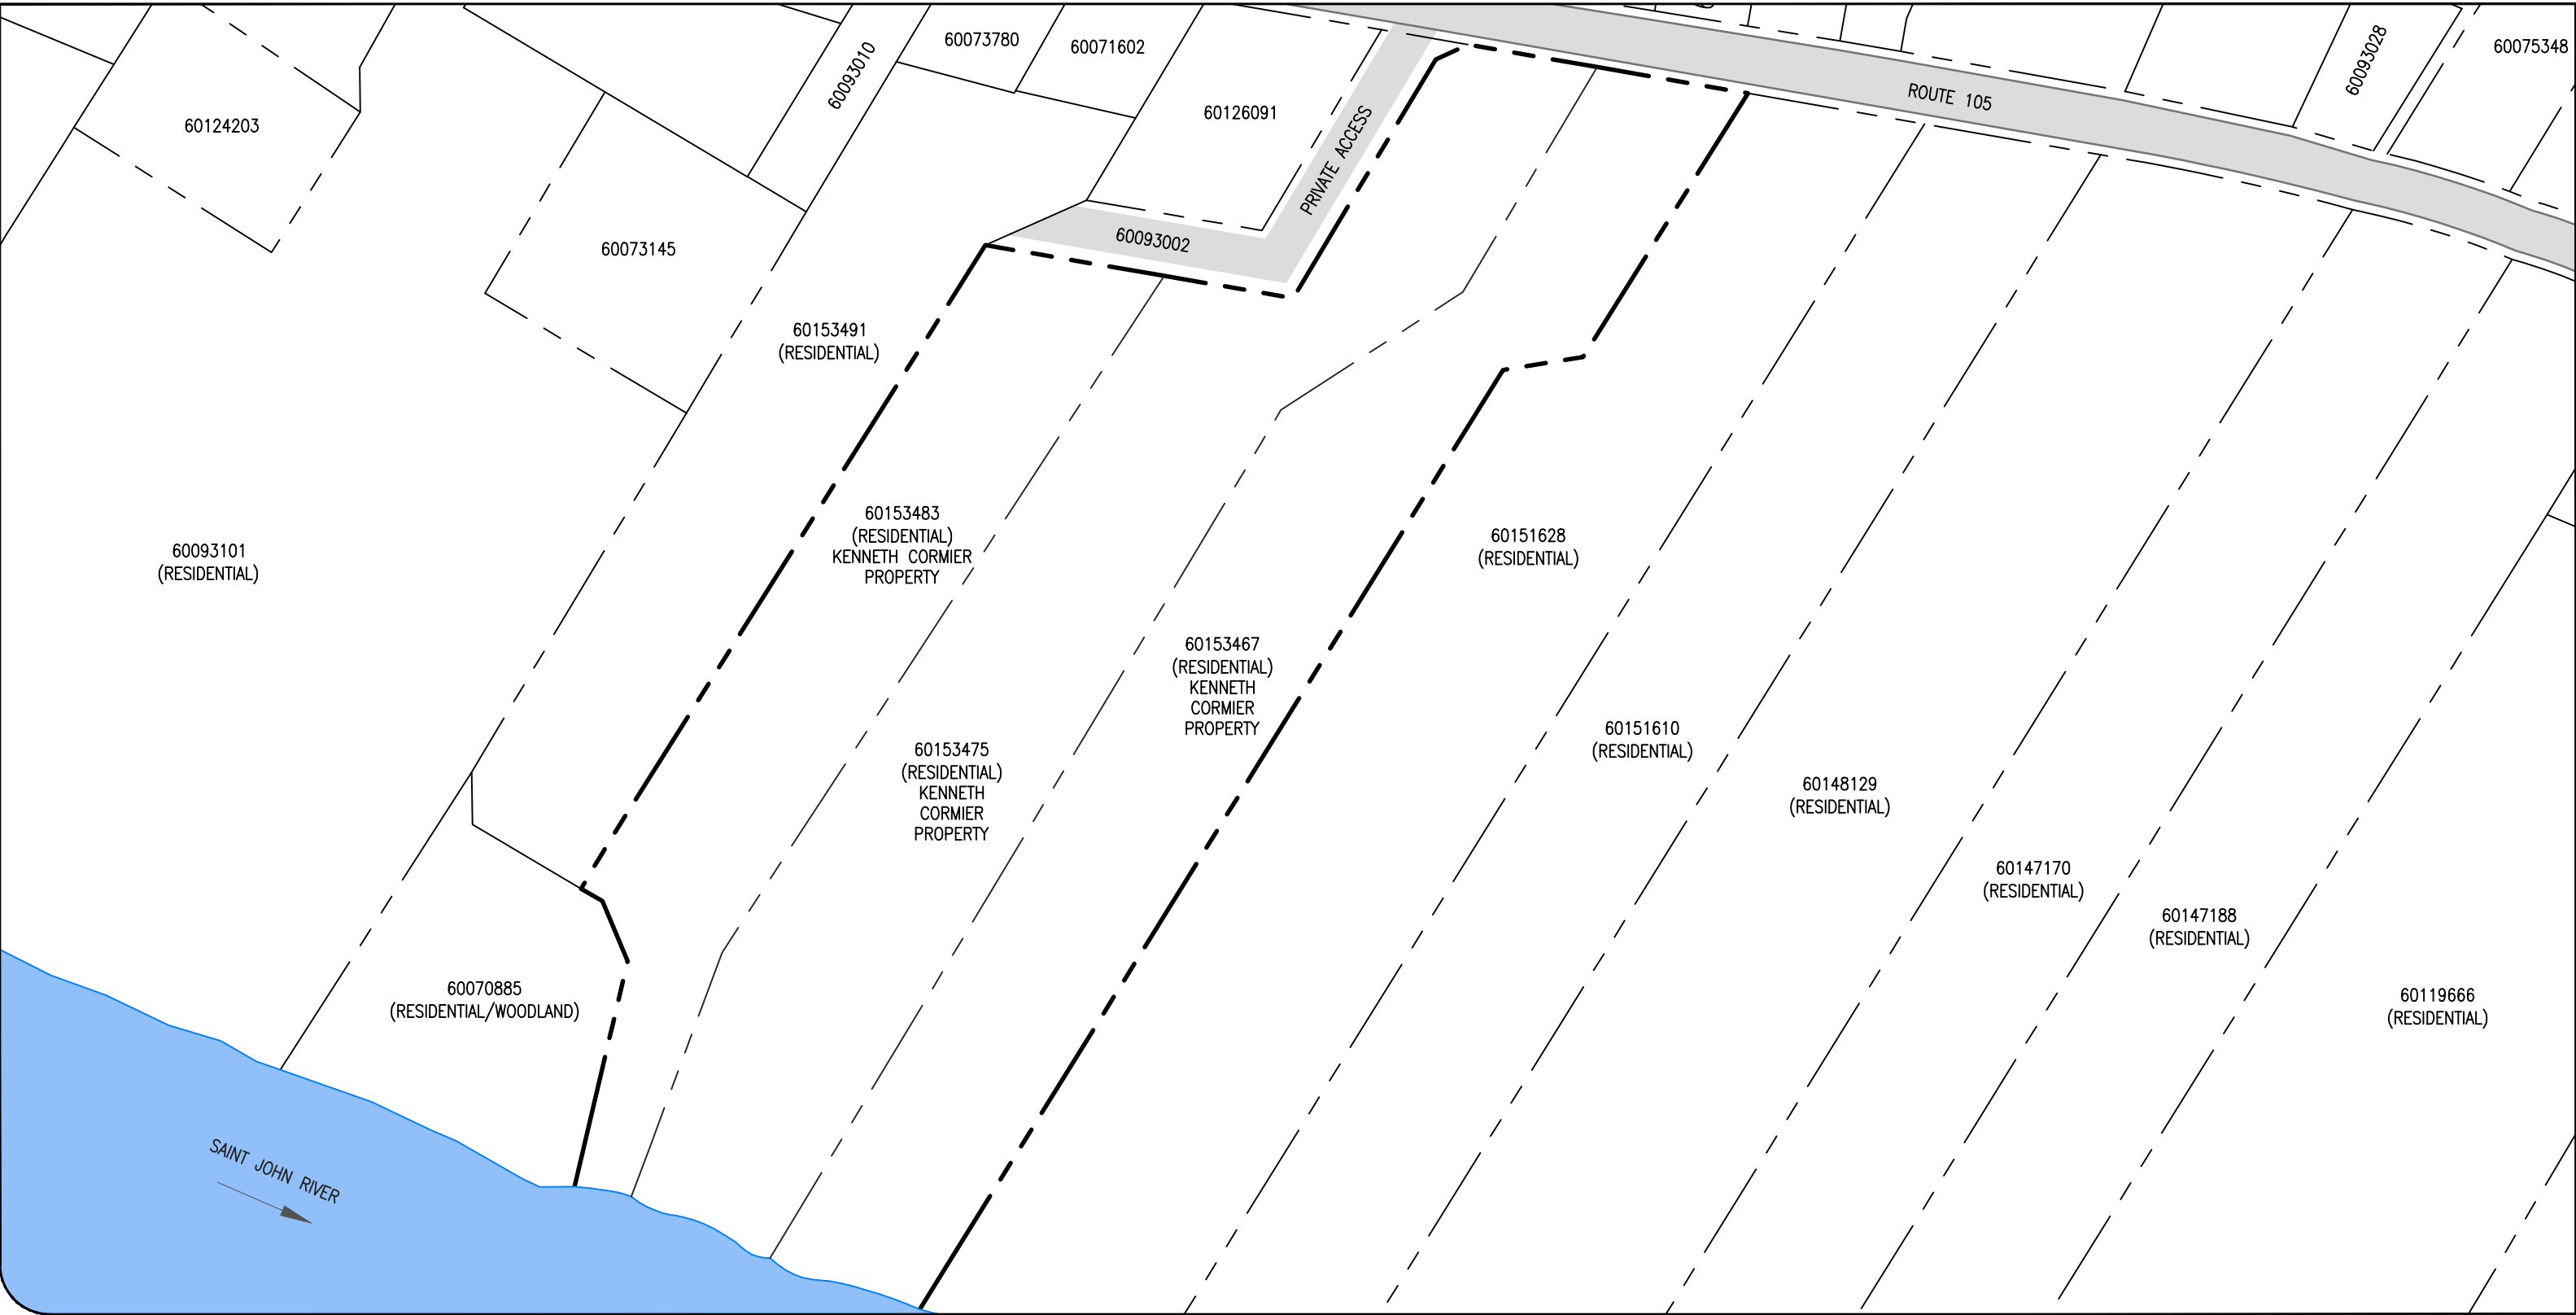 60073780
60071602
60093010
60093028
60075348
ROUTE 105
60126091
60124203
PRIVATE ACCESS
60093002
60073145
60153491
(RESIDENTIAL)
60153483
(RESIDENTIAL)
KENNETH CORMIER
PROPERTY
60151628
(RESIDENTIAL)
60093101
(RESIDENTIAL)
60153467
(RESIDENTIAL)
KENNETH
CORMIER
PROPERTY
60151610
(RESIDENTIAL)
60153475
(RESIDENTIAL)
KENNETH
CORMIER
PROPERTY
60148129
(RESIDENTIAL)
60147170
(RESIDENTIAL)
60147188
(RESIDENTIAL)
60070885
(RESIDENTIAL/WOODLAND)
60119666
(RESIDENTIAL)
SAINT JOHN RIVER